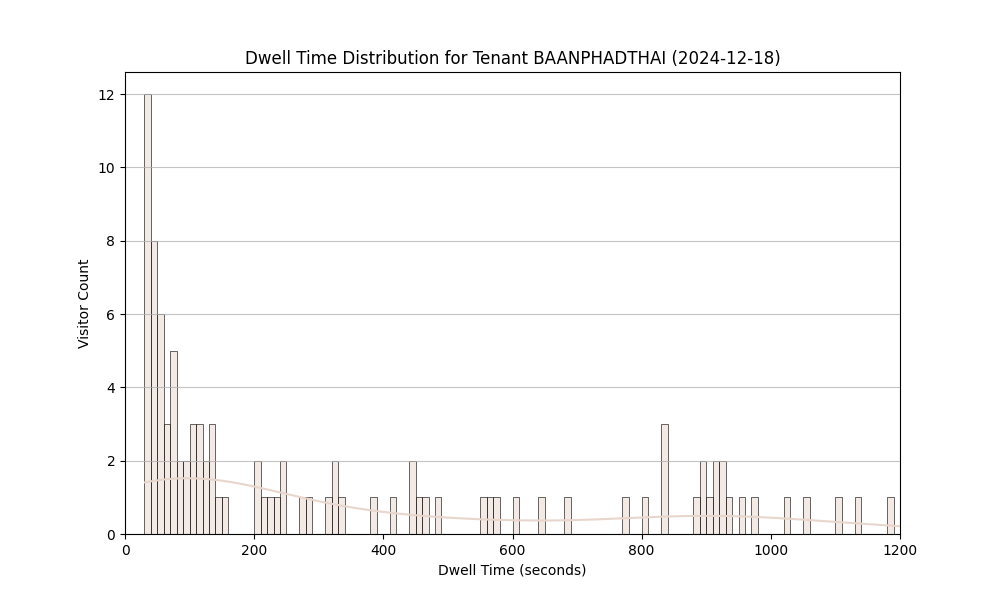 Dwell Time Distribution for Tenant BAANPHADTHAI (2024-12-18)
12
10
8
6
4
2
0
Visitor Count
0 200 400 600 800 1000 1200
Dwell Time (seconds)